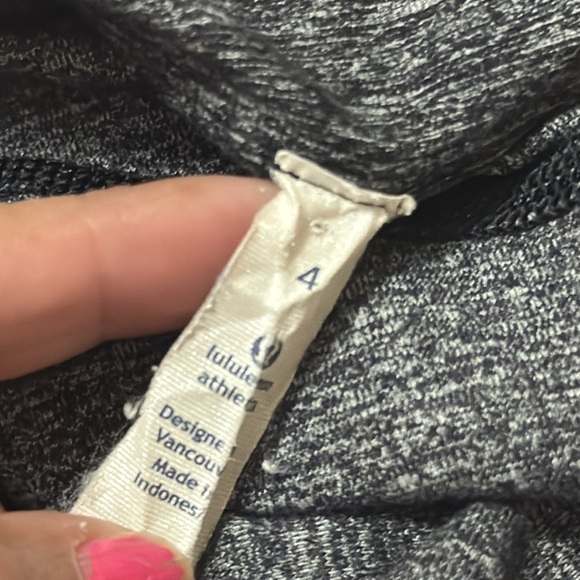 4
lulule
athle
Designe
Vancouv
Made i
Indones